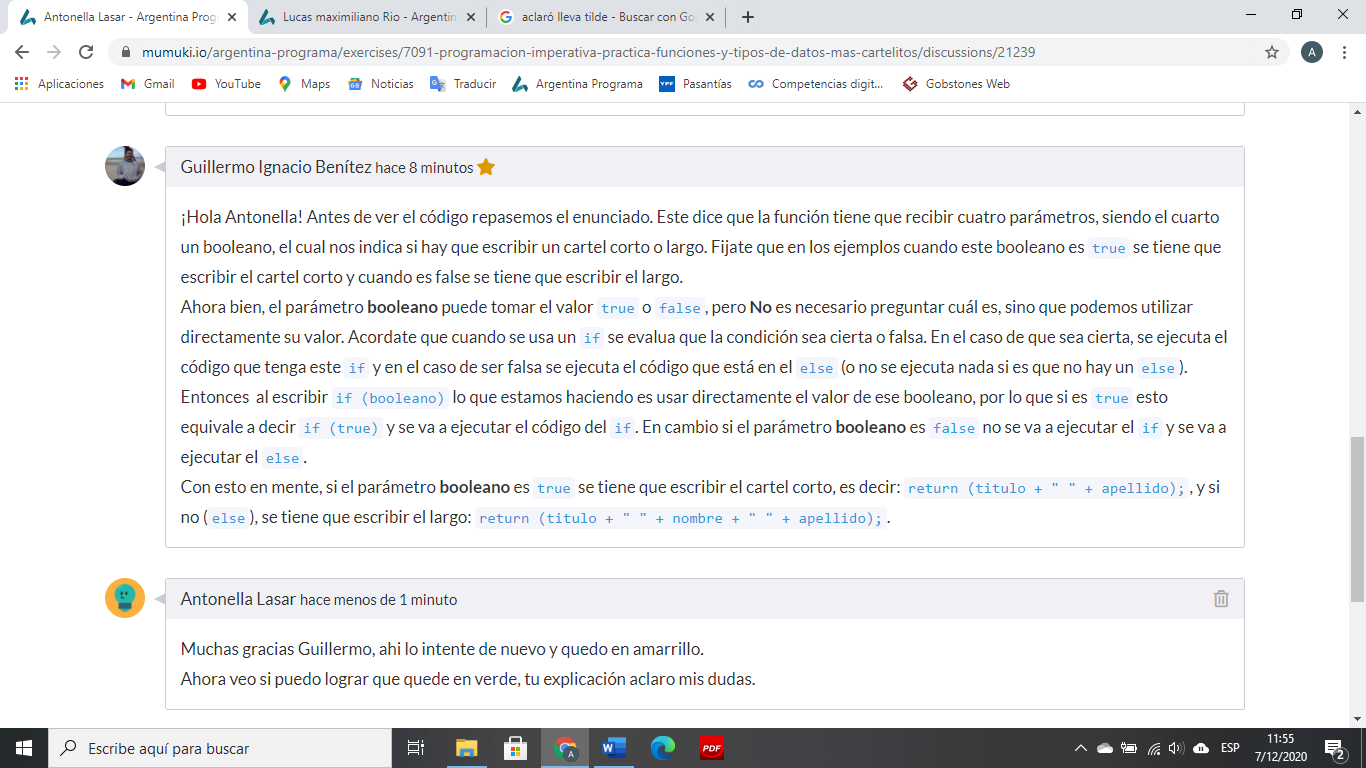 Antonella Lasar - Argentina Prog
Lucas maximiliano Rio - Argentin
aclaró lleva tilde - Buscar con Go
mumuki.io/argentina-programa/exercises/7091-programacion-imperativa-practica-funciones-y-tipos-de-datos-mas-cartelitos/discussions/21239
A
Aplicaciones
Gmail
YouTube
Maps
Noticias
Traducir
Argentina Programa
YPF
Pasantías
Competencias digit...
Gobstones Web
Guillermo Ignacio Benítez hace 8 minutos
¡Hola Antonella! Antes de ver el código repasemos el enunciado. Este dice que la función tiene que recibir cuatro parámetros, siendo el cuarto
un booleano, el cual nos indica si hay que escribir un cartel corto o largo. Fijate que en los ejemplos cuando este booleano es true se tiene que
escribir el cartel corto y cuando es false se tiene que escribir el largo.
Ahora bien, el parámetro booleano puede tomar el valor true o false, pero No es necesario preguntar cuál es, sino que podemos utilizar
directamente su valor. Acordate que cuando se usa un if se evalua que la condición sea cierta o falsa. En el caso de que sea cierta, se ejecuta el
código que tenga este if y en el caso de ser falsa se ejecuta el código que está en el else (o no se ejecuta nada si es que no hay un else).
Entonces al escribir if (booleano) lo que estamos haciendo es usar directamente el valor de ese booleano, por lo que si es true esto
equivale a decir if (true) y se va a ejecutar el código del if. En cambio si el parámetro booleano es false no se va a ejecutar el if y se va a
ejecutar el else.
Con esto en mente, si el parámetro booleano es true se tiene que escribir el cartel corto, es decir: return (titulo + " " + apellido);, y si
no (else), se tiene que escribir el largo: return (titulo + " " + nombre + " " + apellido);.
Antonella Lasar hace menos de 1 minuto
Muchas gracias Guillermo, ahi lo intente de nuevo y quedo en amarrillo.
Ahora veo si puedo lograr que quede en verde, tu explicación aclaro mis dudas.
Escribe aquí para buscar
A
W
PDF
ESP
11:55
7/12/2020
2